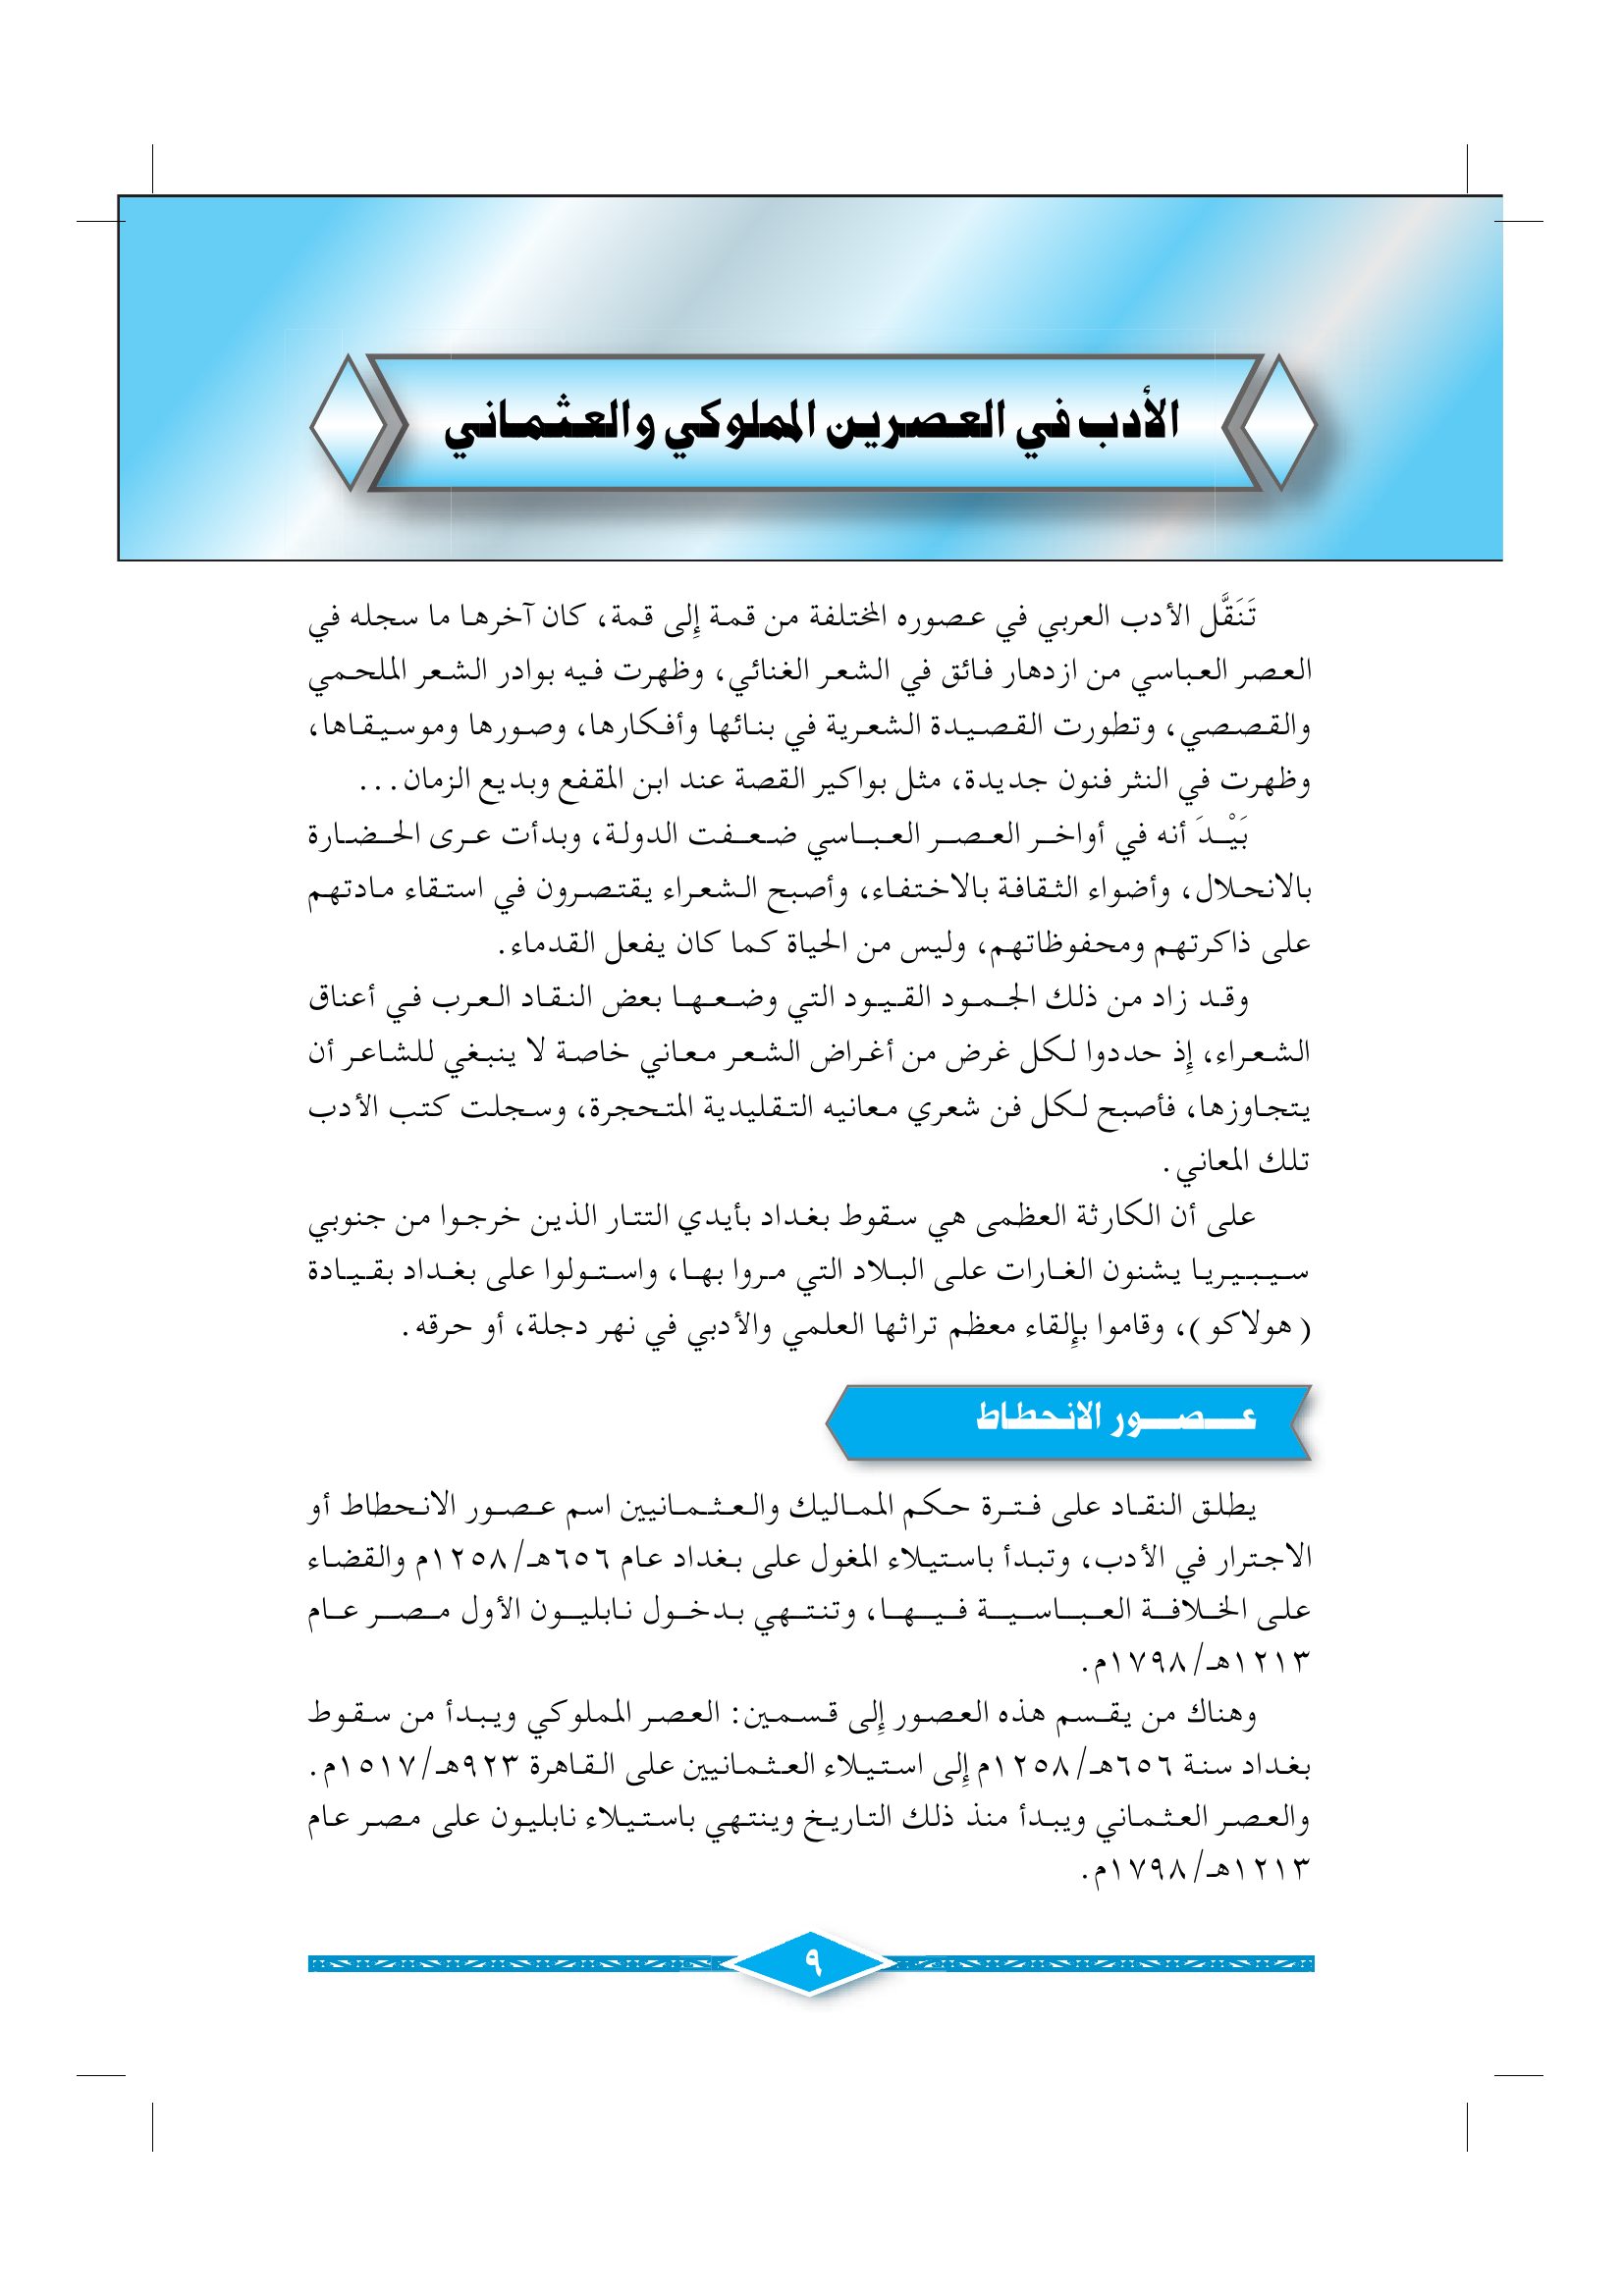 الأدب في العصرين المملوكي والعثماني
تَنَقَّل الأدب العربي في عصوره المختلفة من قمة إِلى قمة، كان آخرها ما سجله في
العصر العباسي من ازدهار فائق في الشعر الغنائي، وظهرت فيه بوادر الشعر الملحمي
والقصصي، وتطورت القصيدة الشعرية في بنائها وأفكارها، وصورها وموسيقاها،
وظهرت في النثر فنون جديدة، مثل بواكير القصة عند ابن المقفع وبديع الزمان...
بَيْدَ أنه في أواخر العصر العباسي ضعفت الدولة، وبدأت عرى الحضارة
بالانحلال، وأضواء الثقافة بالاختفاء، وأصبح الشعراء يقتصرون في استقاء مادتهم
على ذاكرتهم ومحفوظاتهم، وليس من الحياة كما كان يفعل القدماء.
وقد زاد من ذلك الجمود القيود التي وضعها بعض النقاد العرب في أعناق
الشعراء، إِذ حددوا لكل غرض من أغراض الشعر معاني خاصة لا ينبغي للشاعر أن
يتجاوزها، فأصبح لكل فن شعري معانيه التقليدية المتحجرة، وسجلت كتب الأدب
تلك المعاني.
على أن الكارثة العظمى هي سقوط بغداد بأيدي التتار الذين خرجوا من جنوبي
سيبيريا يشنون الغارات على البلاد التي مروا بها، واستولوا على بغداد بقيادة
(هولاكو)، وقاموا بإِلقاء معظم تراثها العلمي والأدبي في نهر دجلة، أو حرقه.
عصور الانحطاط
يطلق النقاد على فترة حكم المماليك والعثمانيين اسم عصور الانحطاط أو
الاجترار في الأدب، وتبدأ باستيلاء المغول على بغداد عام ٦٥٦هـ/١٢٥٨م والقضاء
على الخلافة العباسية فيها، وتنتهي بدخول نابليون الأول مصر عام
١٢١٣هـ/١٧٩٨م.
وهناك من يقسم هذه العصور إِلى قسمين: العصر المملوكي ويبدأ من سقوط
بغداد سنة ٦٥٦هـ/١٢٥٨م إِلى استيلاء العثمانيين على القاهرة ٩٢٣هـ/١٥١٧م.
والعصر العثماني ويبدأ منذ ذلك التاريخ وينتهي باستيلاء نابليون على مصر عام
١٢١٣هـ/١٧٩٨م.
٩